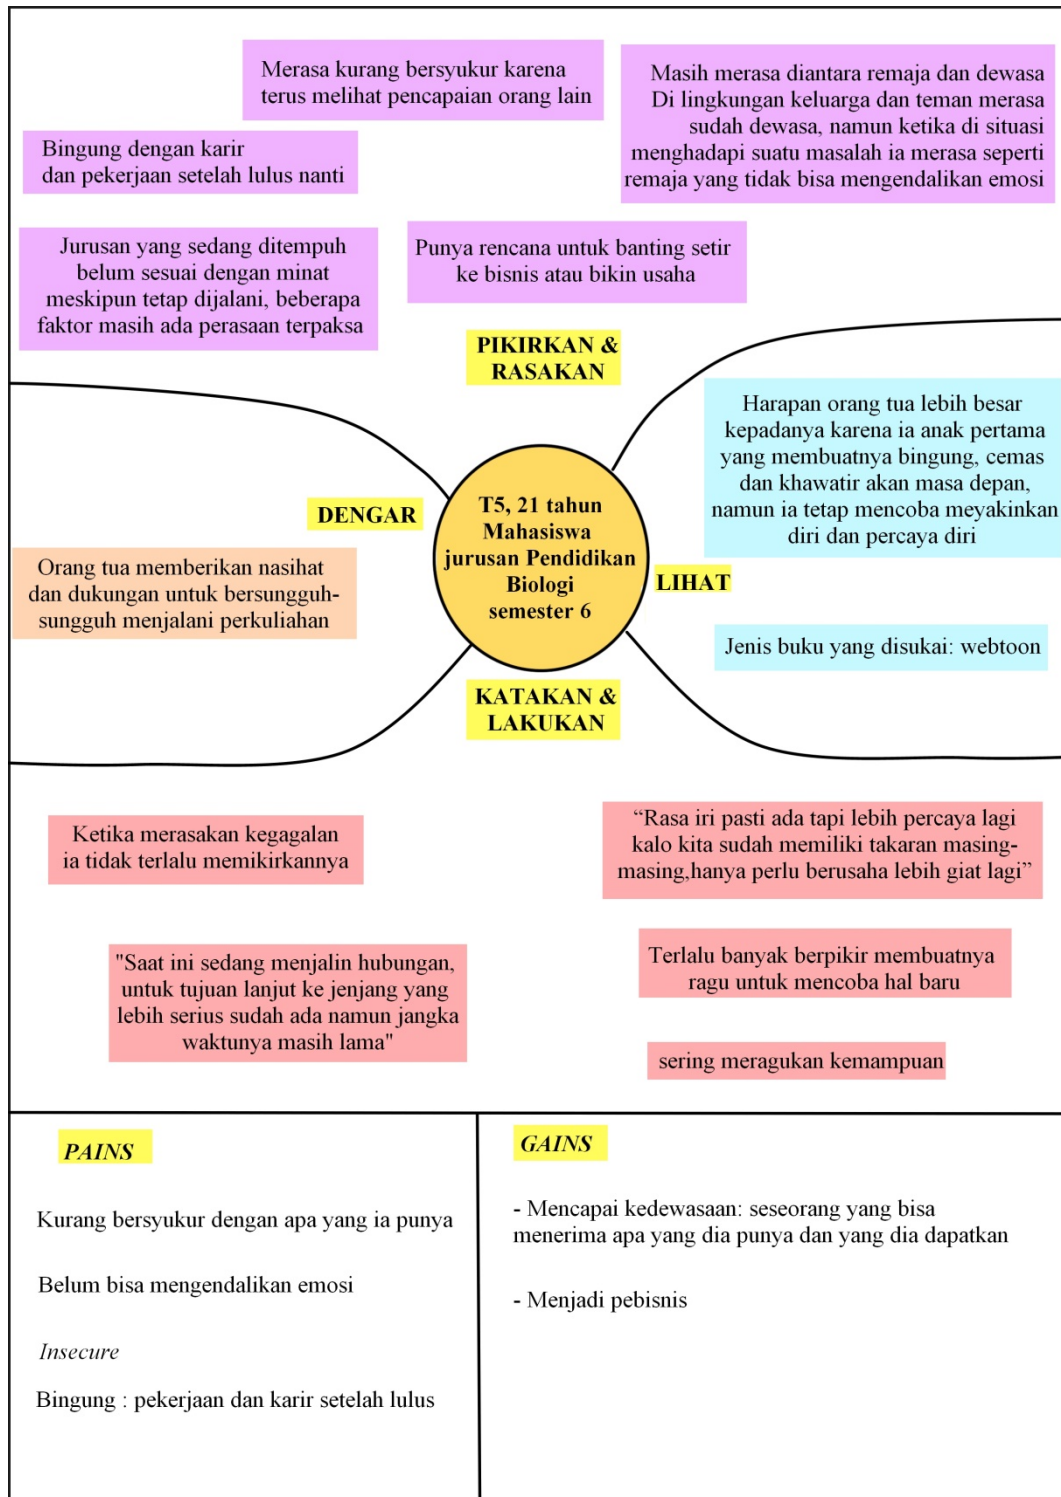 Merasa kurang bersyukur karena
terus melihat pencapaian orang lain
Masih merasa diantara remaja dan dewasa
Di lingkungan keluarga dan teman merasa
sudah dewasa, namun ketika di situasi
menghadapi suatu masalah ia merasa seperti
remaja yang tidak bisa mengendalikan emosi
Bingung dengan karir
dan pekerjaan setelah lulus nanti
Jurusan yang sedang ditempuh
belum sesuai dengan minat
meskipun tetap dijalani, beberapa
faktor masih ada perasaan terpaksa
Punya rencana untuk banting setir
ke bisnis atau bikin usaha
PIKIRKAN &
RASAKAN
Harapan orang tua lebih besar
kepadanya karena ia anak pertama
yang membuatnya bingung, cemas
dan khawatir akan masa depan,
namun ia tetap mencoba meyakinkan
diri dan percaya diri
DENGAR
T5, 21 tahun
Mahasiswa
jurusan Pendidikan
Biologi
semester 6
LIHAT
Orang tua memberikan nasihat
dan dukungan untuk bersungguh-
sungguh menjalani perkuliahan
Jenis buku yang disukai: webtoon
KATAKAN &
LAKUKAN
Ketika merasakan kegagalan
ia tidak terlalu memikirkannya
“Rasa iri pasti ada tapi lebih percaya lagi
kalo kita sudah memiliki takaran masing-
masing,hanya perlu berusaha lebih giat lagi”
"Saat ini sedang menjalin hubungan,
untuk tujuan lanjut ke jenjang yang
lebih serius sudah ada namun jangka
waktunya masih lama"
Terlalu banyak berpikir membuatnya
ragu untuk mencoba hal baru
sering meragukan kemampuan
PAINS
Kurang bersyukur dengan apa yang ia punya
Belum bisa mengendalikan emosi
Insecure
Bingung : pekerjaan dan karir setelah lulus
GAINS
- Mencapai kedewasaan: seseorang yang bisa
menerima apa yang dia punya dan yang dia dapatkan
- Menjadi pebisnis